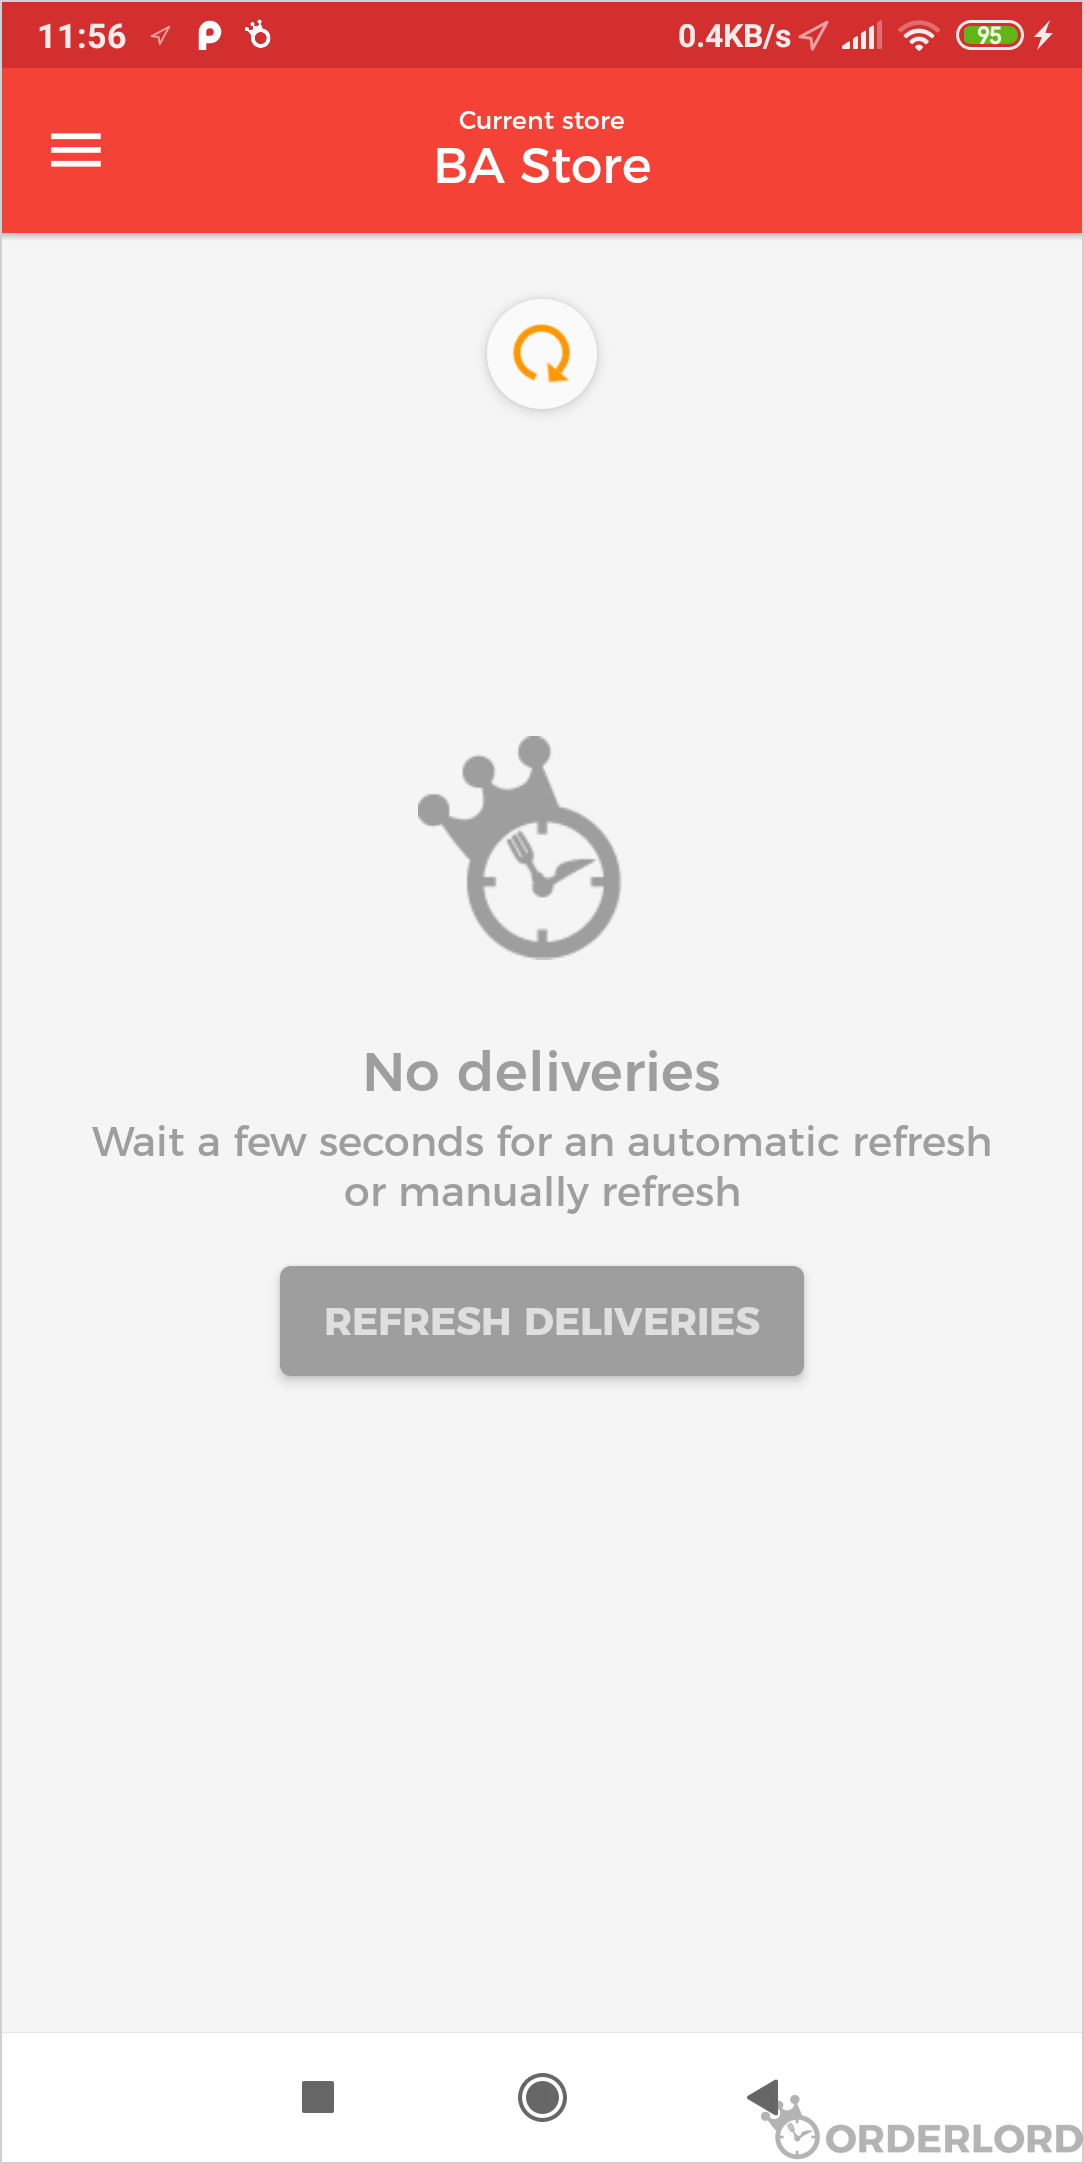 11:56 0.4KB/s 95
Current store
BA Store
No deliveries
Wait a few seconds for an automatic refresh
or manually refresh
REFRESH DELIVERIES
ORDERLORD